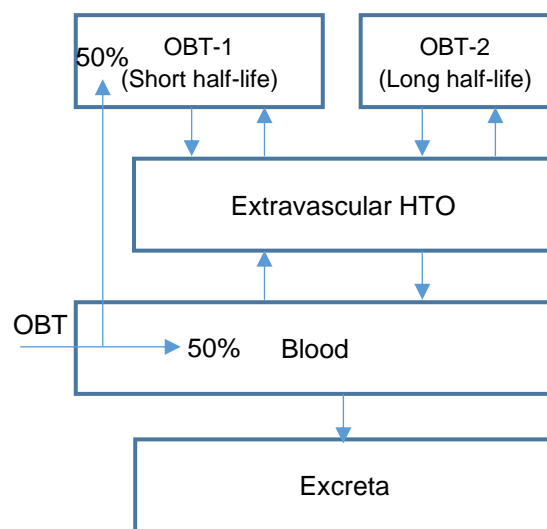 OBT-1
50%
(Short half-life)
OBT-2
(Long half-life)
Extravascular HTO
OBT
50%
Blood
Excreta